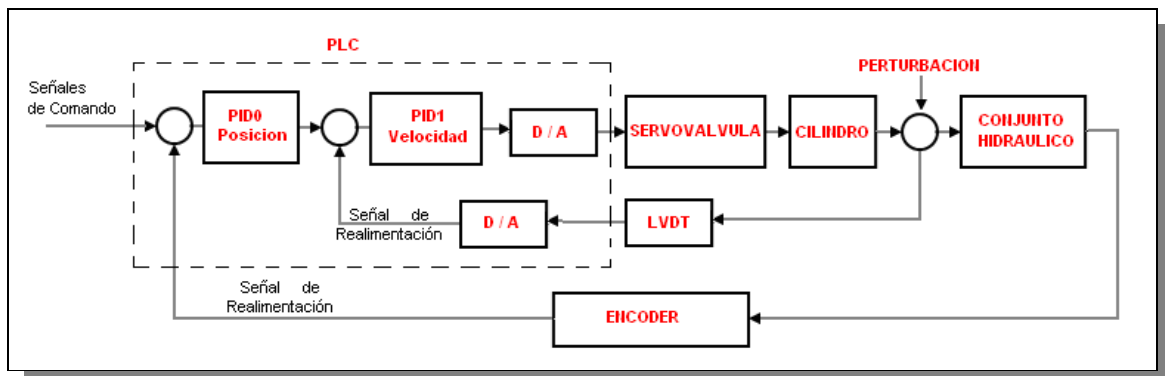 PLC
PERTURBACION
Señales
de Comando
PID0
Posicion
PID1
Velocidad
D / A
SERVOVALVULA
CILINDRO
CONJUNTO
HIDRAULICO
Señal de
Realimentación
D / A
LVDT
Señal de
Realimentación
ENCODER